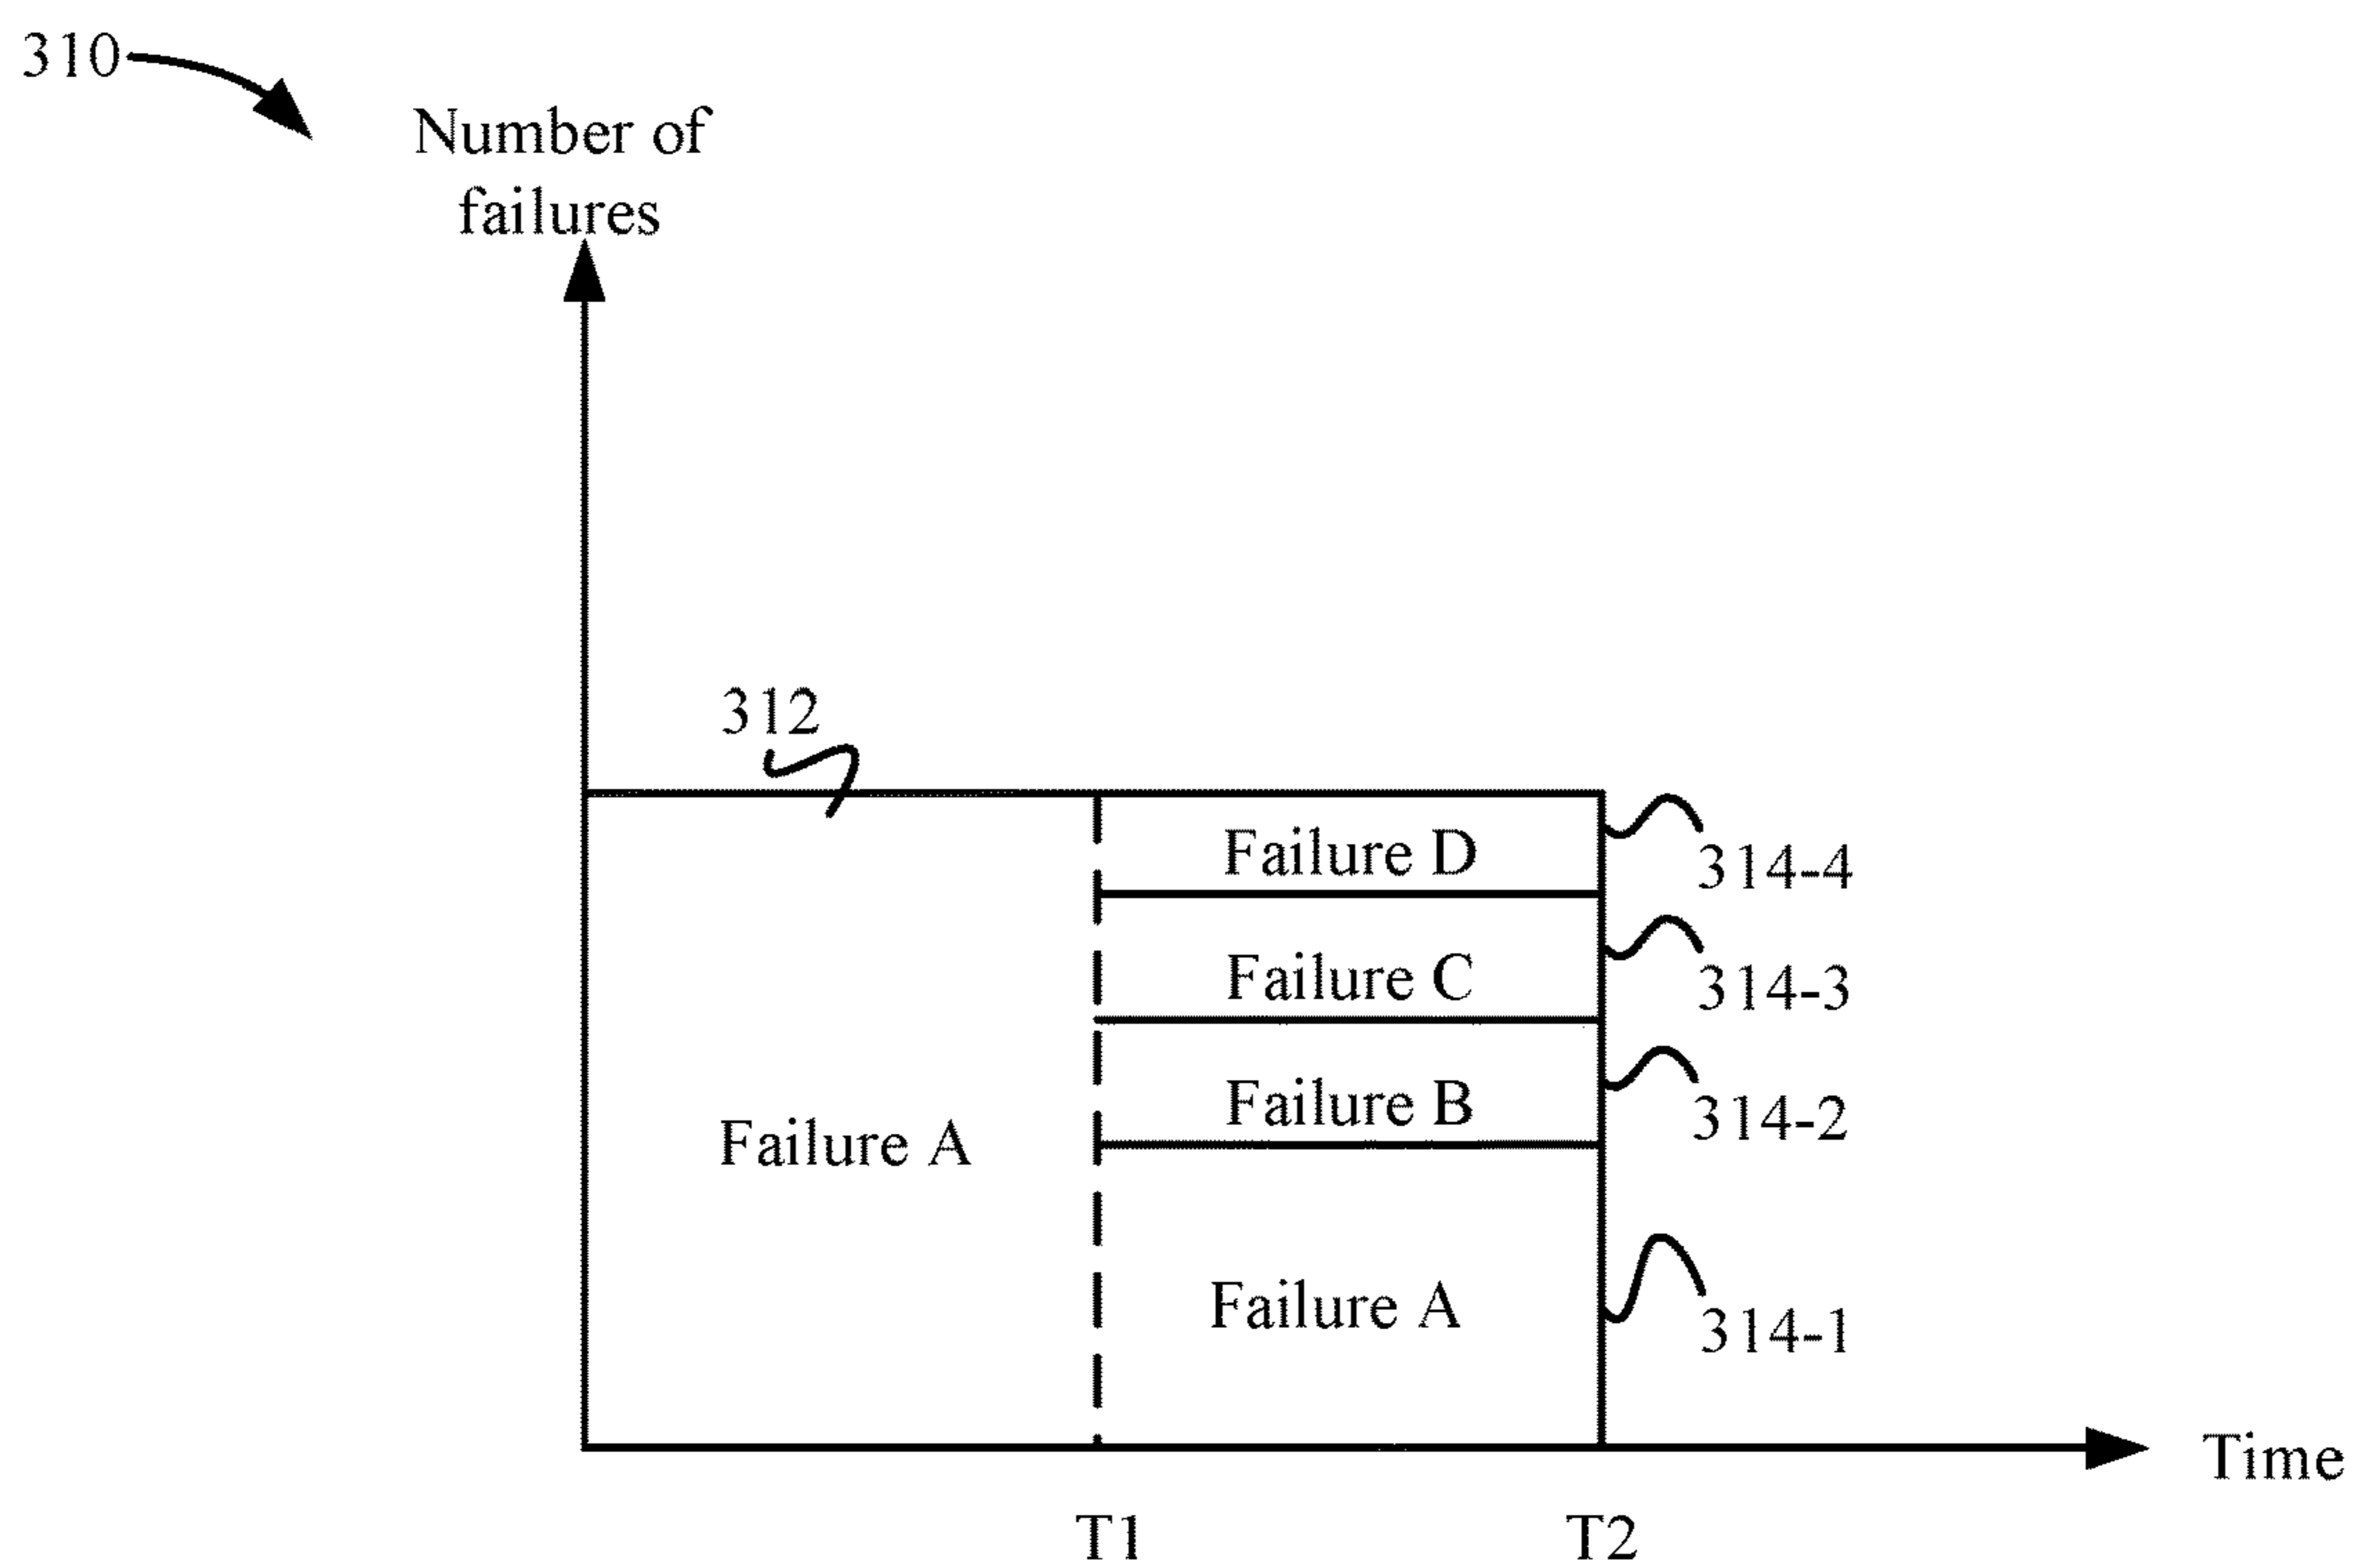 310
Number of
failures
312
Failure D
314-4
Failure C
314-3
Failure B
314-2
Failure A
Failure A
314-1
Time
T1
T2